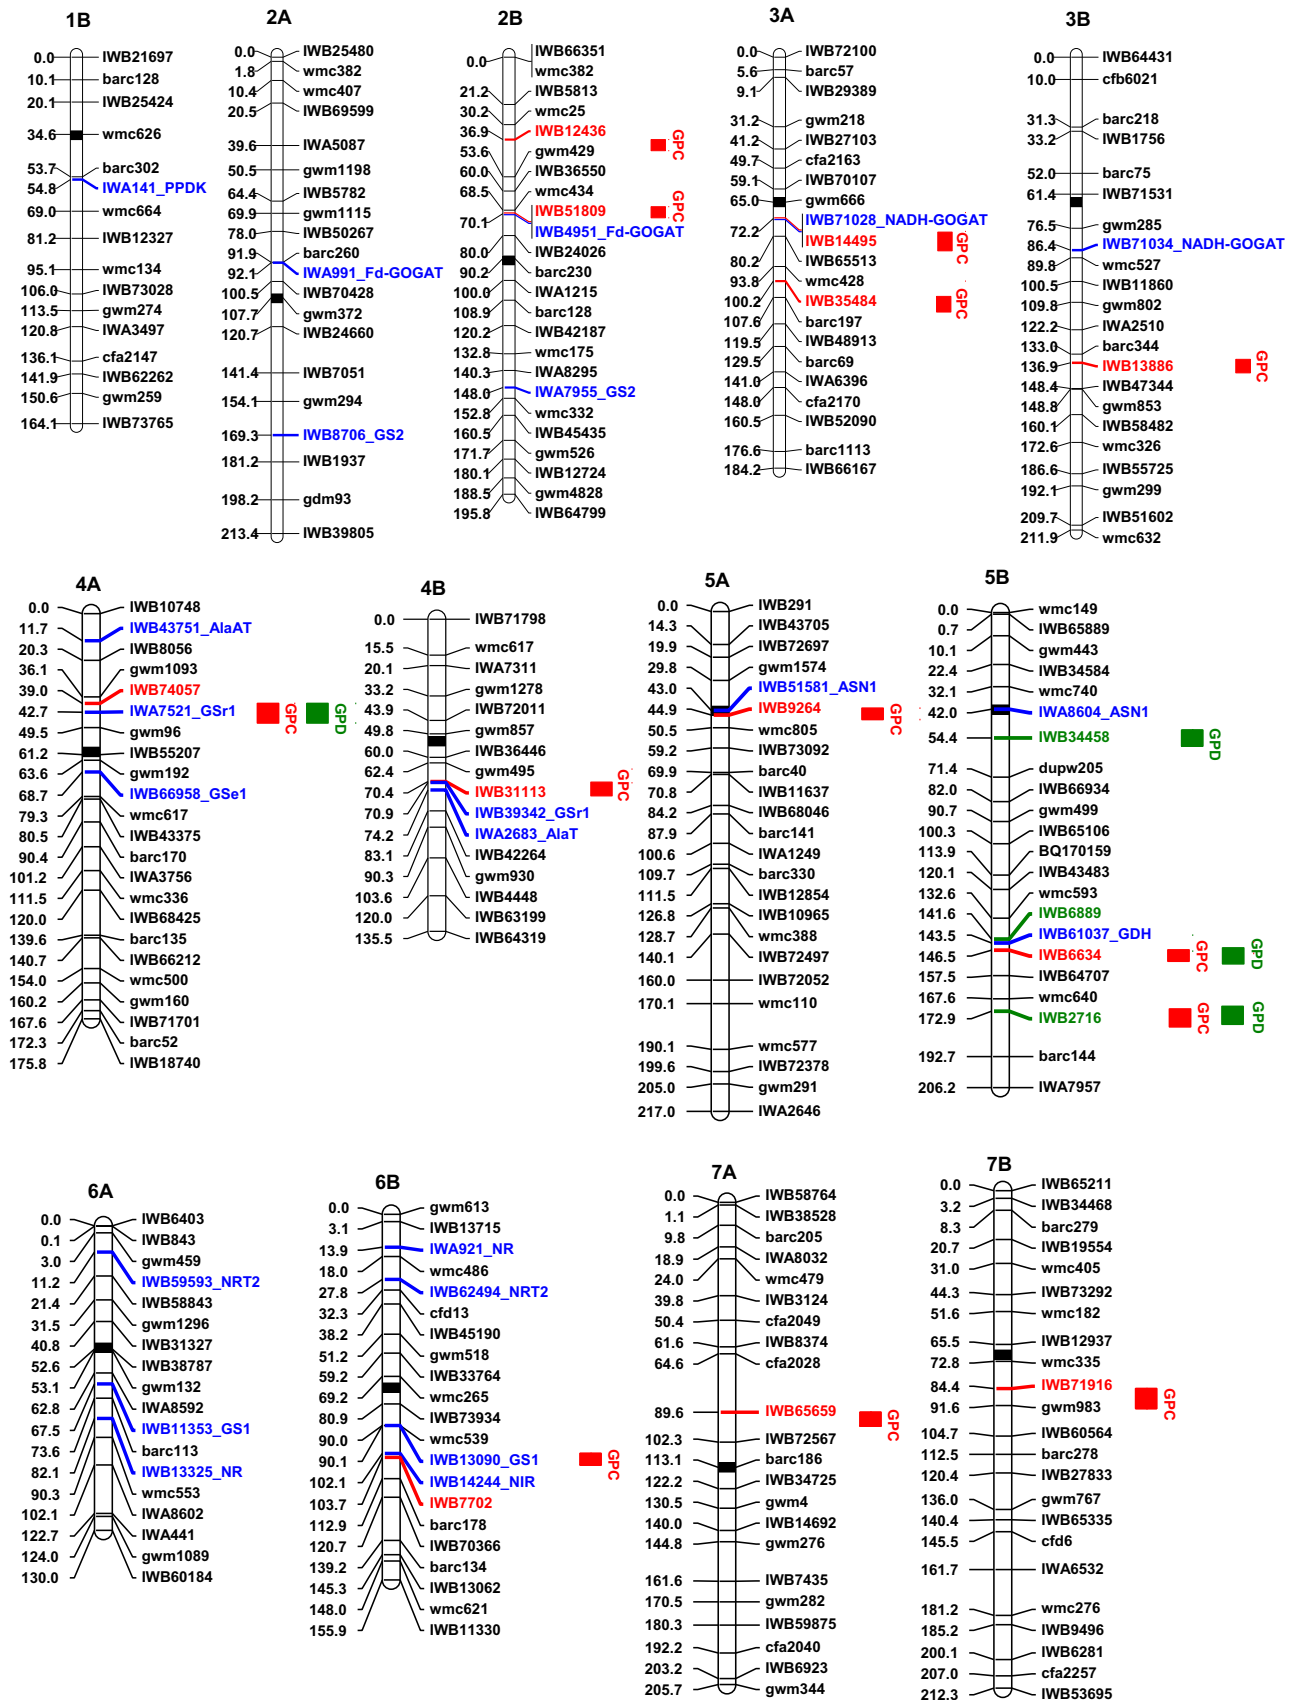 1B
0.0 IWB21697
10.1 barc128
20.1 IWB25424
34.6 wmc626
53.7 barc302
54.8 IWA141_PPDK
69.0 wmc664
81.2 IWB12327
95.1 wmc134
106.0 IWB73028
113.5 gwm274
120.8 IWA3497
136.1 cfa2147
141.9 IWB62262
150.6 gwm259
164.1 IWB73765
2A
0.0 IWB25480
1.8 wmc382
10.4 wmc407
20.5 IWB69599
39.6 IWA5087
50.5 gwm1198
64.4 IWB5782
69.9 gwm1115
78.0 IWB50267
91.9 barc260
92.1 IWA991_Fd-GOGAT
100.5 IWB70428
107.7 gwm372
120.7 IWB24660
141.4 IWB7051
154.1 gwm294
169.3 IWB8706_GS2
181.2 IWB1937
198.2 gdm93
213.4 IWB39805
2B
IWB66351
0.0 wmc382
21.2 IWB5813
30.2 wmc25
36.9 IWB12436
GPC
53.6 gwm429
60.0 IWB36550
68.5 wmc434
IWB51809
GPC
70.1 IWB4951_Fd-GOGAT
80.0 IWB24026
90.2 barc230
100.0 IWA1215
108.9 barc128
120.2 IWB42187
132.8 wmc175
140.3 IWA8295
148.0 IWA7955_GS2
152.8 wmc332
160.5 IWB45435
171.7 gwm526
180.1 IWB12724
188.5 gwm4828
195.8 IWB64799
3A
0.0 IWB72100
5.6 barc57
9.1 IWB29389
31.2 gwm218
41.2 IWB27103
49.7 cfa2163
59.1 IWB70107
65.0 gwm666
IWB71028_NADH-GOGAT
72.2 IWB14495
GPC
80.2 IWB65513
93.8 wmc428
100.2 IWB35484
GPC
107.6 barc197
119.5 IWB48913
129.5 barc69
141.0 IWA6396
148.0 cfa2170
160.5 IWB52090
176.6 barc1113
184.2 IWB66167
3B
0.0 IWB64431
10.0 cfb6021
31.3 barc218
33.2 IWB1756
52.0 barc75
61.4 IWB71531
76.5 gwm285
86.4 IWB71034_NADH-GOGAT
89.8 wmc527
100.5 IWB11860
109.8 gwm802
122.2 IWA2510
133.0 barc344
136.9 IWB13886
GPC
148.4 IWB47344
148.8 gwm853
160.1 IWB58482
172.6 wmc326
186.6 IWB55725
192.1 gwm299
209.7 IWB51602
211.9 wmc632
4A
0.0 IWB10748
11.7 IWB43751_AlaAT
20.3 IWB8056
36.1 gwm1093
39.0 IWB74057
42.7 IWA7521_GSr1
GPC
GPD
49.5 gwm96
61.2 IWB55207
63.6 gwm192
68.7 IWB66958_GSe1
79.3 wmc617
80.5 IWB43375
90.4 barc170
101.2 IWA3756
111.5 wmc336
120.0 IWB68425
139.6 barc135
140.7 IWB66212
154.0 wmc500
160.2 gwm160
167.6 IWB71701
172.3 barc52
175.8 IWB18740
4B
0.0 IWB71798
15.5 wmc617
20.1 IWA7311
33.2 gwm1278
43.9 IWB72011
49.8 gwm857
60.0 IWB36446
62.4 gwm495
70.4 IWB31113
GPC
70.9 IWB39342_GSr1
74.2 IWA2683_AlaT
83.1 IWB42264
90.3 gwm930
103.6 IWB4448
120.0 IWB63199
135.5 IWB64319
5A
0.0 IWB291
14.3 IWB43705
19.9 IWB72697
29.8 gwm1574
43.0 IWB51581_ASN1
44.9 IWB9264
GPC
50.5 wmc805
59.2 IWB73092
69.9 barc40
70.8 IWB11637
84.2 IWB68046
87.9 barc141
100.6 IWA1249
109.7 barc330
111.5 IWB12854
126.8 IWB10965
128.7 wmc388
140.1 IWB72497
160.0 IWB72052
170.1 wmc110
190.1 wmc577
199.6 IWB72378
205.0 gwm291
217.0 IWA2646
5B
0.0 wmc149
0.7 IWB65889
10.1 gwm443
22.4 IWB34584
32.1 wmc740
42.0 IWA8604_ASN1
54.4 IWB34458
GPD
71.4 dupw205
82.0 IWB66934
90.7 gwm499
100.3 IWB65106
113.9 BQ170159
120.1 IWB43483
132.6 wmc593
141.6 IWB6889
143.5 IWB61037_GDH
146.5 IWB6634
GPC
GPD
157.5 IWB64707
167.6 wmc640
172.9 IWB2716
GPC
GPD
192.7 barc144
206.2 IWA7957
6A
0.0 IWB6403
0.1 IWB843
3.0 gwm459
11.2 IWB59593_NRT2
21.4 IWB58843
31.5 gwm1296
40.8 IWB31327
52.6 IWB38787
53.1 gwm132
62.8 IWA8592
67.5 IWB11353_GS1
73.6 barc113
82.1 IWB13325_NR
90.3 wmc553
102.1 IWA8602
122.7 IWA441
124.0 gwm1089
130.0 IWB60184
6B
0.0 gwm613
3.1 IWB13715
13.9 IWA921_NR
18.0 wmc486
27.8 IWB62494_NRT2
32.3 cfd13
38.2 IWB45190
51.2 gwm518
59.2 IWB33764
69.2 wmc265
80.9 IWB73934
90.0 wmc539
90.1 IWB13090_GS1
GPC
102.1 IWB14244_NIR
103.7 IWB7702
112.9 barc178
120.7 IWB70366
139.2 barc134
145.3 IWB13062
148.0 wmc621
155.9 IWB11330
7A
0.0 IWB58764
1.1 IWB38528
9.8 barc205
18.9 IWA8032
24.0 wmc479
39.8 IWB3124
50.4 cfa2049
61.6 IWB8374
64.6 cfa2028
89.6 IWB65659
GPC
102.3 IWB72567
113.1 barc186
122.2 IWB34725
130.5 gwm4
140.0 IWB14692
144.8 gwm276
161.6 IWB7435
170.5 gwm282
180.3 IWB59875
192.2 cfa2040
203.2 IWB6923
205.7 gwm344
7B
0.0 IWB65211
3.2 IWB34468
8.3 barc279
20.7 IWB19554
31.0 wmc405
44.3 IWB73292
51.6 wmc182
65.5 IWB12937
72.8 wmc335
84.4 IWB71916
GPC
91.6 gwm983
104.7 IWB60564
112.5 barc278
120.4 IWB27833
136.0 gwm767
140.4 IWB65335
145.5 cfd6
161.7 IWA6532
181.2 wmc276
185.2 IWB9496
200.1 IWB6281
207.0 cfa2257
212.3 IWB53695